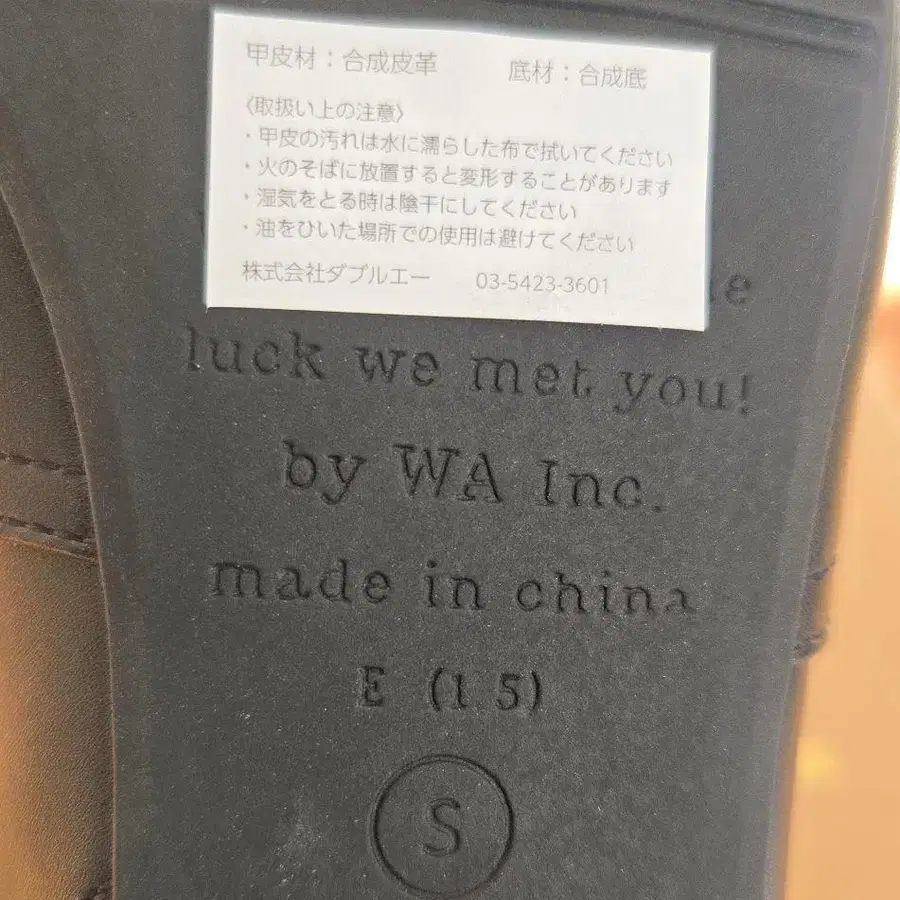 甲皮材：合成皮革　底材：合成底
〈取扱い上の注意〉
・甲皮の汚れは水に濡らした布で拭いてください
・火のそばに放置すると変形することがあります
・湿気をとる時は陰干にしてください
・油をひいた場所での使用は避けてください
株式会社ダブルエー　03-5423-3601
luck we met you!
by WA Inc.
made in china
E (15)
S